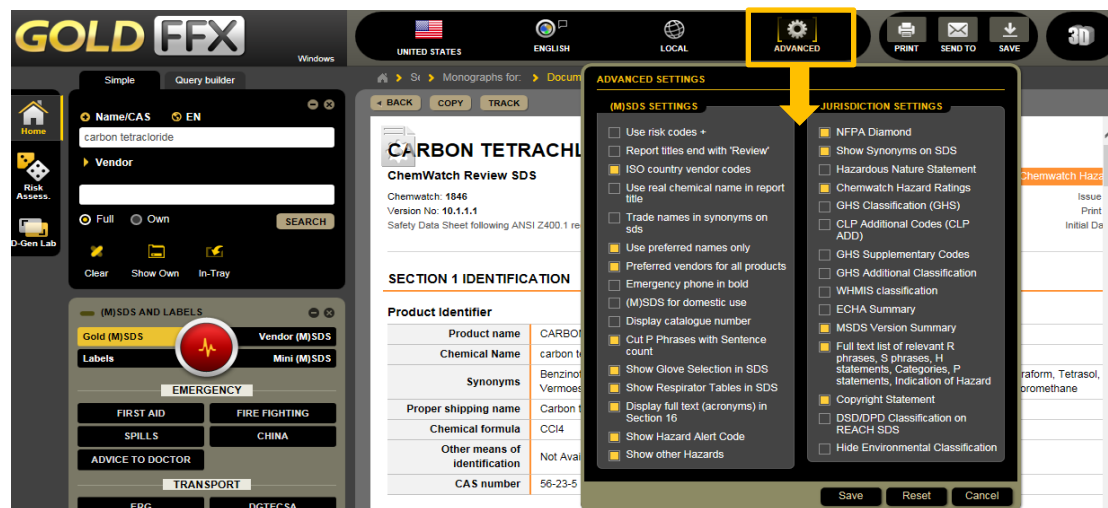 GOLD FFX
Windows
UNITED STATES
ENGLISH
LOCAL
ADVANCED
PRINT
SEND TO
SAVE
3D
Simple
Query builder
Monographs for:
Docum
Home
Risk
Assess.
D-Gen Lab
Name/CAS
EN
carbon tetracloride
Vendor
Full
Own
SEARCH
Clear
Show Own
In-Tray
(M)SDS AND LABELS
Gold (M)SDS
Vendor (M)SDS
Labels
Mini (M)SDS
EMERGENCY
FIRST AID
FIRE FIGHTING
SPILLS
CHINA
ADVICE TO DOCTOR
TRANSPORT
ERG
DGTECSA
BACK
COPY
TRACK
CARBON TETRACHL
ChemWatch Review SDS
Chemwatch: 1846
Version No: 10.1.1.1
Safety Data Sheet following ANSI Z400.1 re
SECTION 1 IDENTIFICATION
Product Identifier
Product name
CARBON
Chemical Name
carbon t
Synonyms
Benzinof
Vermoes
Proper shipping name
Carbon t
Chemical formula
CCl4
Other means of
identification
Not Avai
CAS number
56-23-5
ADVANCED SETTINGS
(M)SDS SETTINGS
Use risk codes +
Report titles end with 'Review'
ISO country vendor codes
Use real chemical name in report
title
Trade names in synonyms on
sds
Use preferred names only
Preferred vendors for all products
Emergency phone in bold
(M)SDS for domestic use
Display catalogue number
Cut P Phrases with Sentence
count
Show Glove Selection in SDS
Show Respirator Tables in SDS
Display full text (acronyms) in
Section 16
Show Hazard Alert Code
Show other Hazards
JURISDICTION SETTINGS
NFPA Diamond
Show Synonyms on SDS
Hazardous Nature Statement
Chemwatch Hazard Ratings
GHS Classification (GHS)
CLP Additional Codes (CLP
ADD)
GHS Supplementary Codes
GHS Additional Classification
WHMIS classification
ECHA Summary
MSDS Version Summary
Full text list of relevant R
phrases, S phrases, H
statements, Categories, P
statements, Indication of Hazard
Copyright Statement
DSD/DPD Classification on
REACH SDS
Hide Environmental Classification
Save
Reset
Cancel
Chemwatch Haza
Issue
Print
Initial Da
raform, Tetrasol,
oromethane